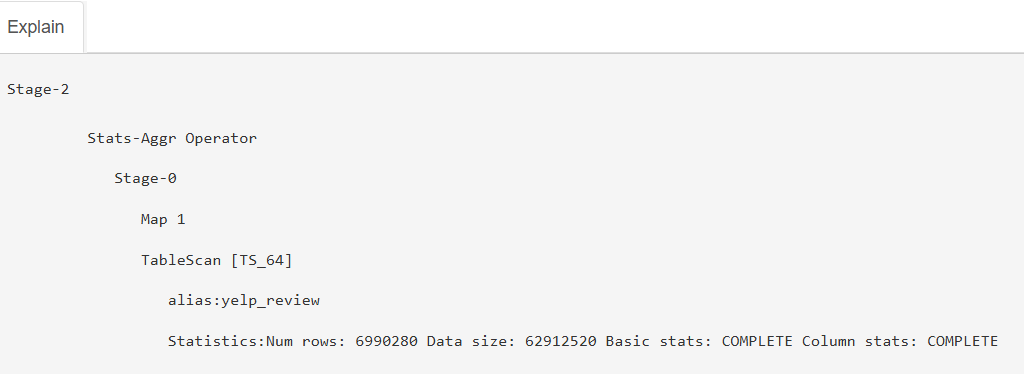 Explain
Stage-2
Stats-Aggr Operator
Stage-0
Map 1
TableScan [TS_64]
alias:yelp_review
Statistics:Num rows: 6990280 Data size: 62912520 Basic stats: COMPLETE Column stats: COMPLETE